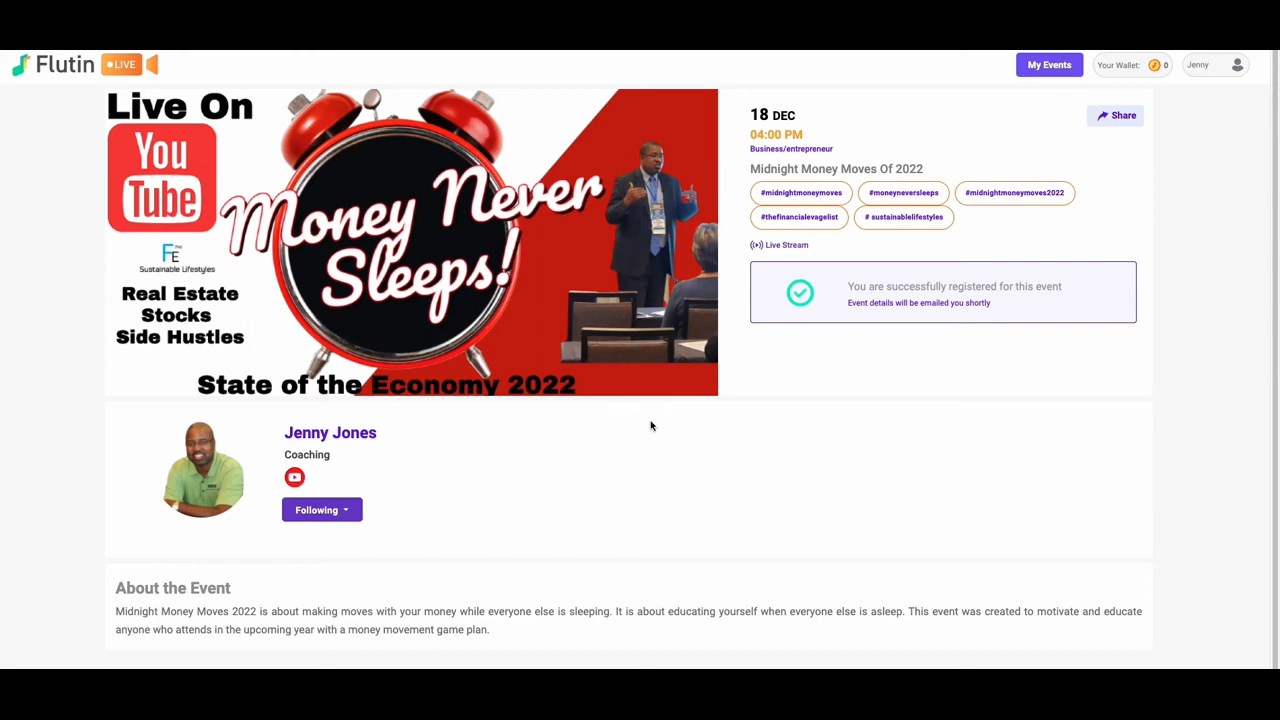 Flutin
LIVE
My Events
Your Wallet: 0
Jenny
Live On
You
Tube
FE
Sustainable Lifestyles
Real Estate
Stocks
Side Hustles
Money Never
Sleeps!
State of the Economy 2022
18 DEC
04:00 PM
Business/entrepreneur
Share
Midnight Money Moves Of 2022
#midnightmoneymoves
#moneyneversleeps
#midnightmoneymoves2022
#thefinancialevagelist
# sustainablelifestyles
Live Stream
You are successfully registered for this event
Event details will be emailed you shortly
Jenny Jones
Coaching
Following
About the Event
Midnight Money Moves 2022 is about making moves with your money while everyone else is sleeping. It is about educating yourself when everyone else is asleep. This event was created to motivate and educate
anyone who attends in the upcoming year with a money movement game plan.